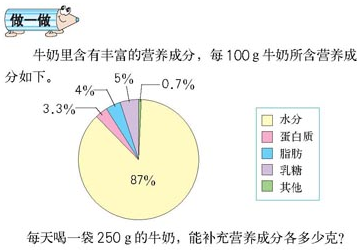 做一做
牛奶里含有丰富的营养成分，每100g牛奶所含营养成
分如下。
5%
0.7%
4%
3.3%
87%
水分
蛋白质
脂肪
乳糖
其他
每天喝一袋250g的牛奶，能补充营养成分各多少克？